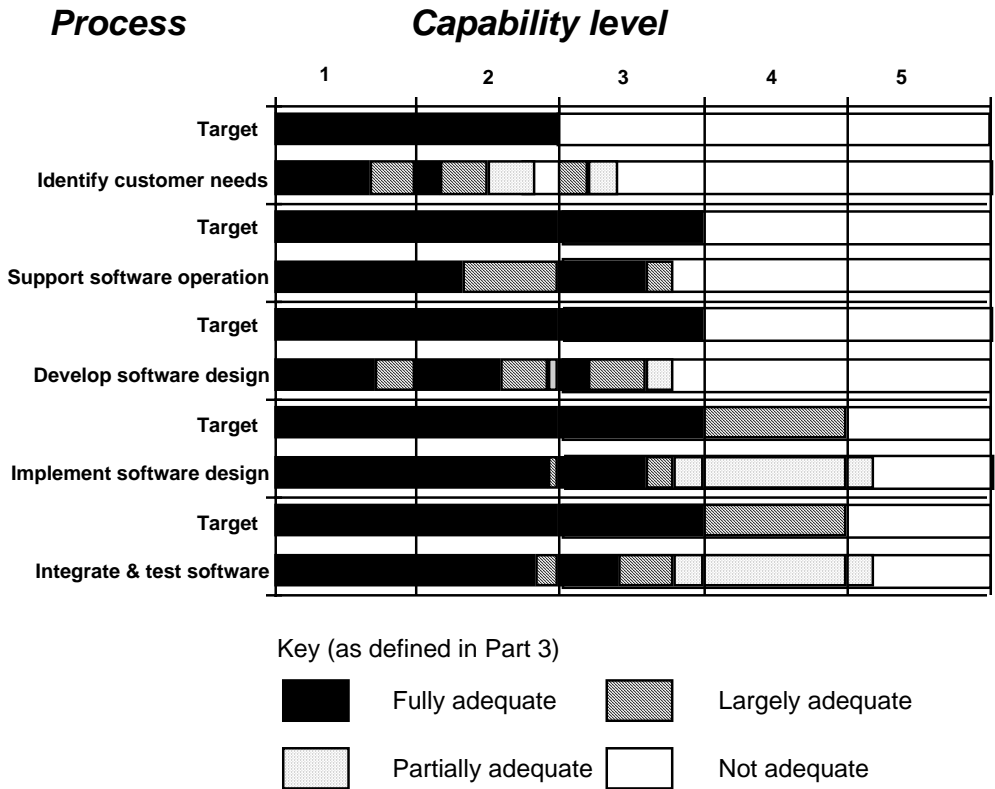 Process Capability level
1 2 3 4 5
Target
Identify customer needs
Target
Support software operation
Target
Develop software design
Target
Implement software design
Target
Integrate & test software
Key (as defined in Part 3)
Fully adequate Largely adequate
Partially adequate Not adequate